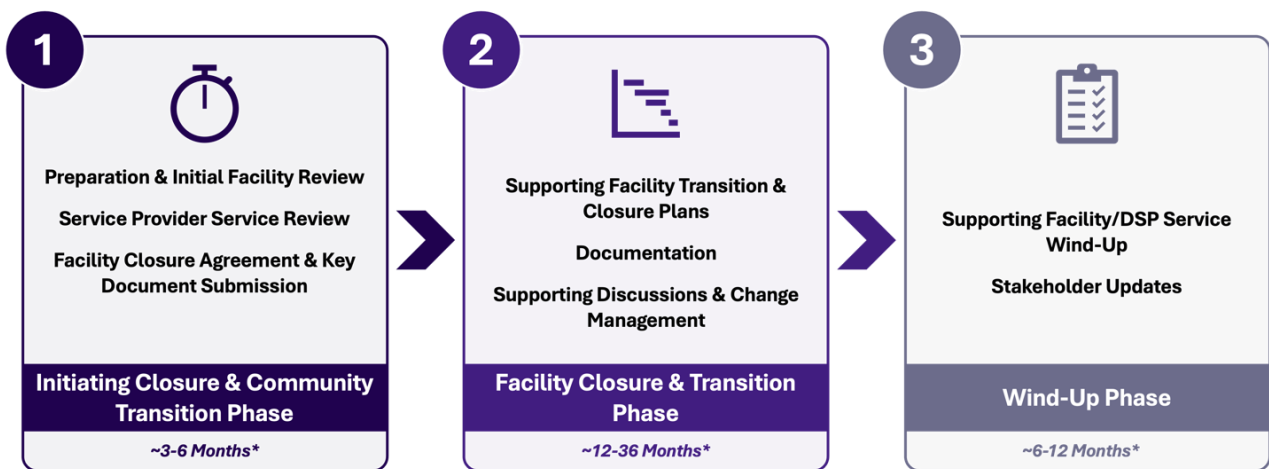 1
Preparation & Initial Facility Review
Service Provider Service Review
Facility Closure Agreement & Key
Document Submission
Initiating Closure & Community
Transition Phase
~3-6 Months*
2
Supporting Facility Transition &
Closure Plans
Documentation
Supporting Discussions & Change
Management
Facility Closure & Transition
Phase
~12-36 Months*
3
Supporting Facility/DSP Service
Wind-Up
Stakeholder Updates
Wind-Up Phase
~6-12 Months*